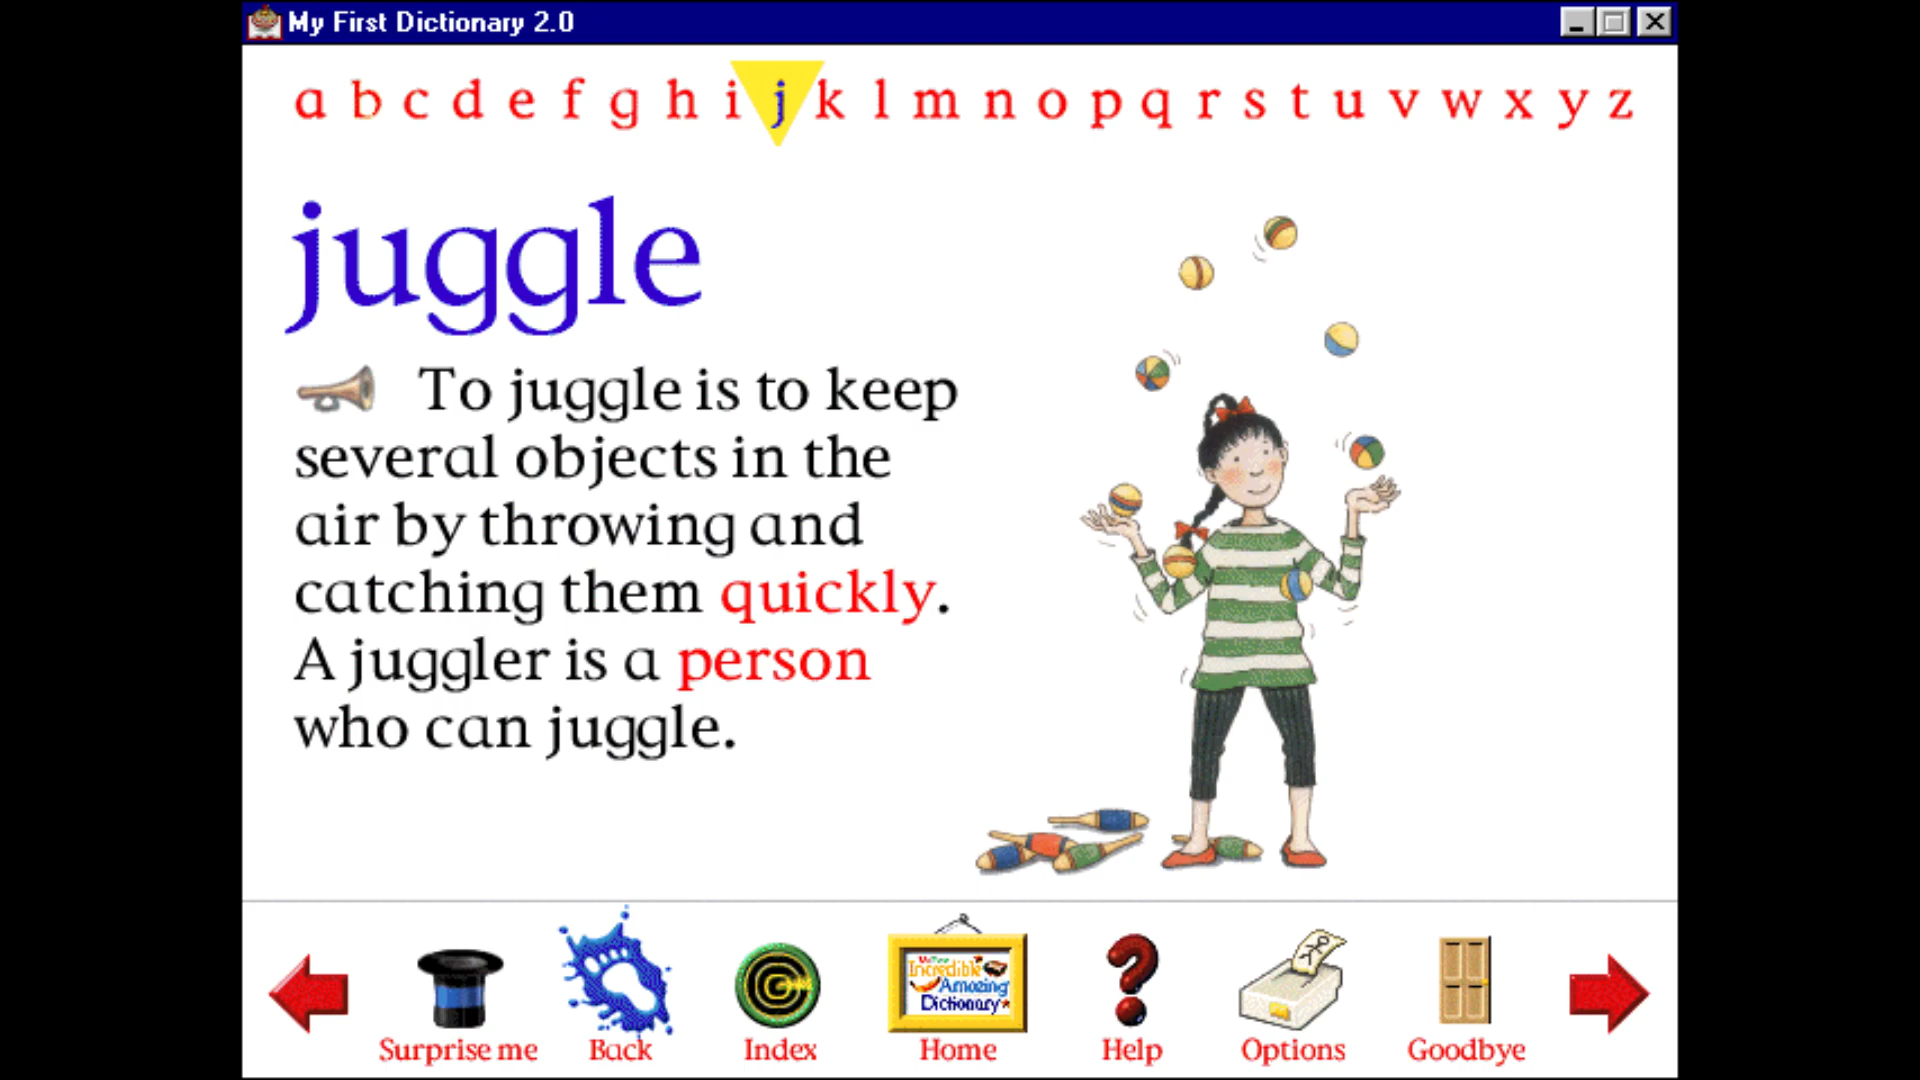 My First Dictionary 2.0
a b c d e f g h i j k l m n o p q r s t u v w x y z
juggle
To juggle is to keep
several objects in the
air by throwing and
catching them quickly.
A juggler is a person
who can juggle.
My First
Incredible
Amazing
Dictionary
Surprise me Back Index Home Help Options Goodbye